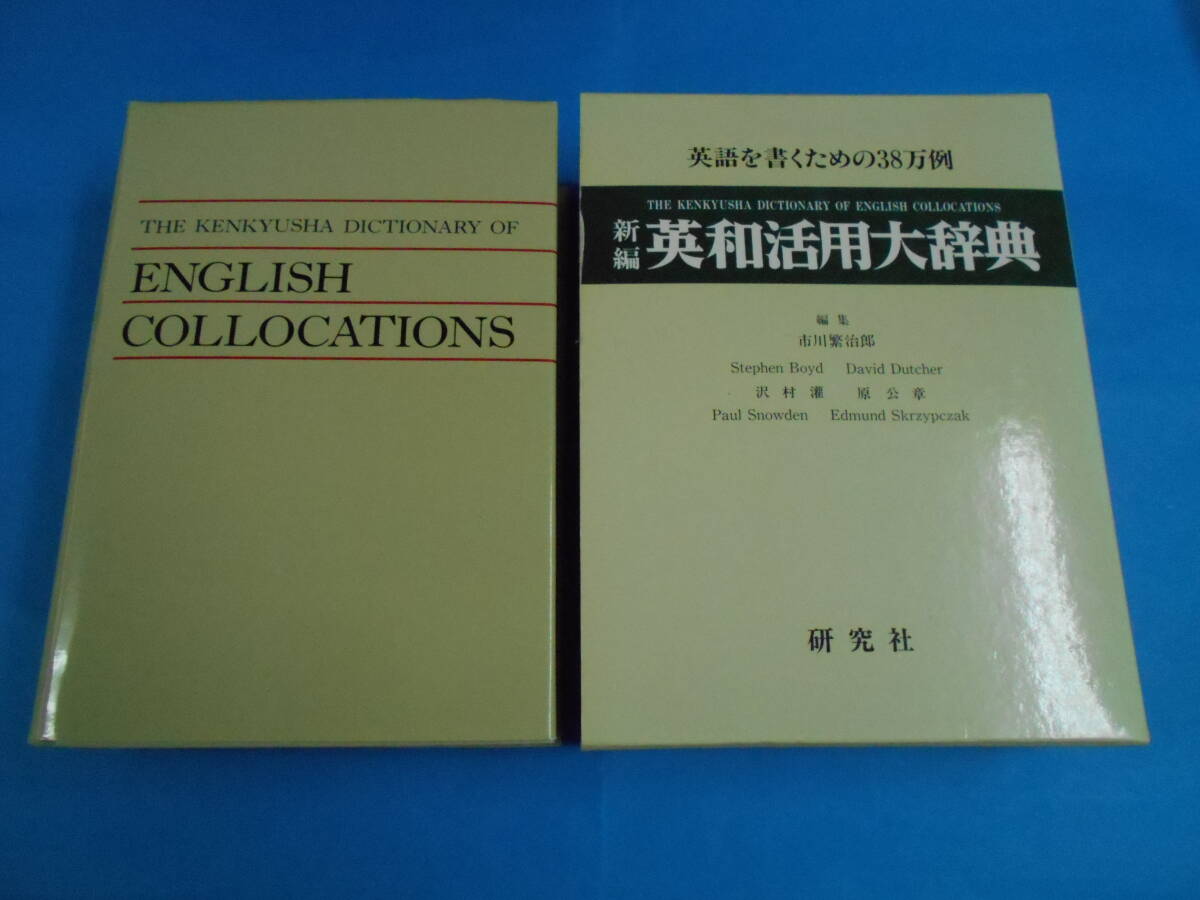 THE KENKYUSHA DICTIONARY OF
ENGLISH
COLLOCATIONS
英語を書くための38万例
THE KENKYUSHA DICTIONARY OF ENGLISH COLLOCATIONS
新編 英和活用大辞典
編集
市川繁治郎
Stephen Boyd David Dutcher
沢村灌 原公章
Paul Snowden Edmund Skrzypczak
研究社